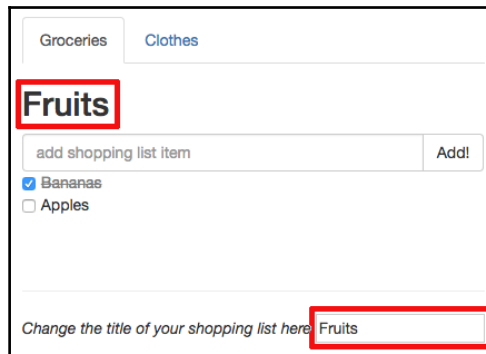 Groceries Clothes
Fruits
add shopping list item Add!
Bananas
Apples
Change the title of your shopping list here Fruits